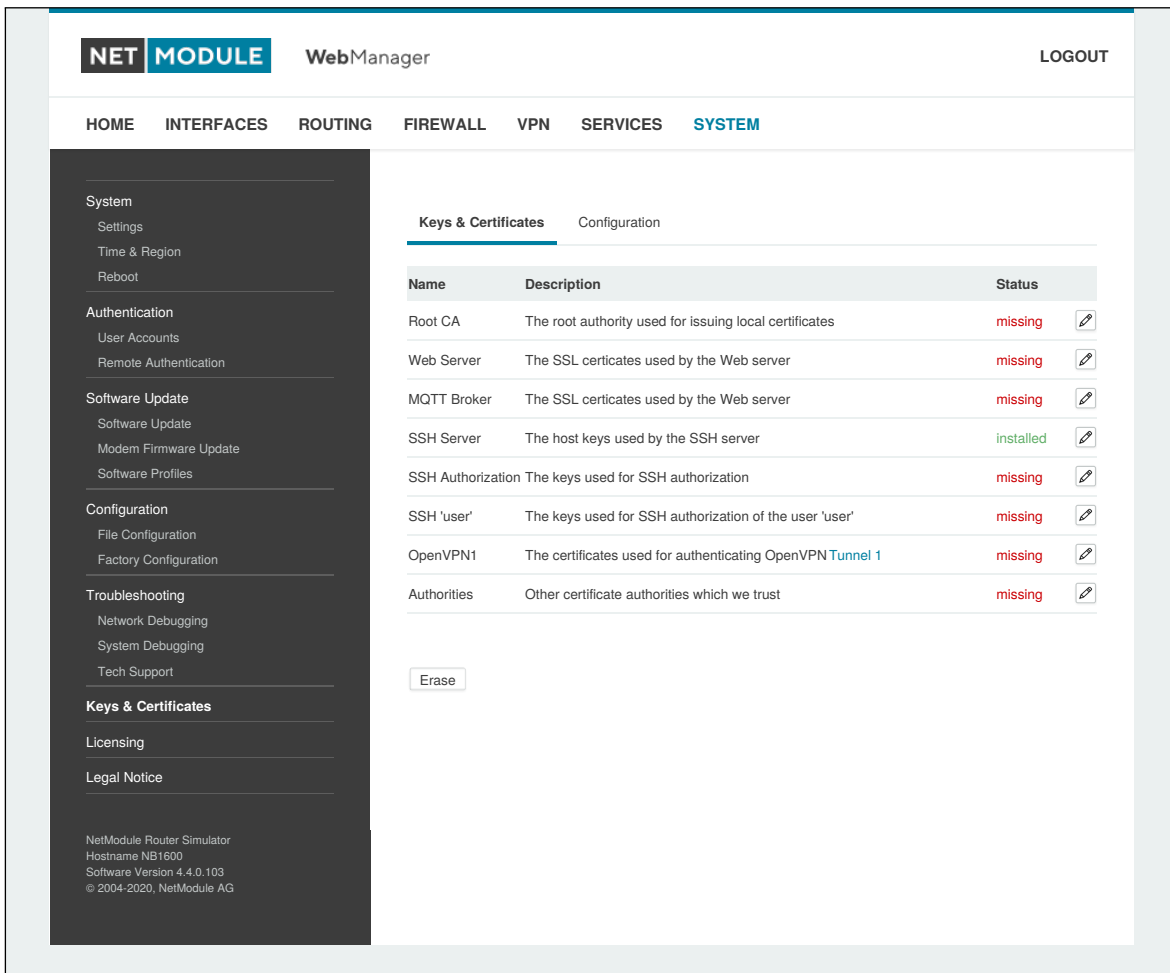 NET MODULE WebManager LOGOUT
HOME INTERFACES ROUTING FIREWALL VPN SERVICES SYSTEM
System
Settings
Time & Region
Reboot
Authentication
User Accounts
Remote Authentication
Software Update
Software Update
Modem Firmware Update
Software Profiles
Configuration
File Configuration
Factory Configuration
Troubleshooting
Network Debugging
System Debugging
Tech Support
Keys & Certificates
Licensing
Legal Notice
NetModule Router Simulator
Hostname NB1600
Software Version 4.4.0.103
© 2004-2020, NetModule AG
Keys & Certificates Configuration
Name Description Status
Root CA The root authority used for issuing local certificates missing
Web Server The SSL certicates used by the Web server missing
MQTT Broker The SSL certicates used by the Web server missing
SSH Server The host keys used by the SSH server installed
SSH Authorization The keys used for SSH authorization missing
SSH 'user' The keys used for SSH authorization of the user 'user' missing
OpenVPN1 The certificates used for authenticating OpenVPN Tunnel 1 missing
Authorities Other certificate authorities which we trust missing
Erase